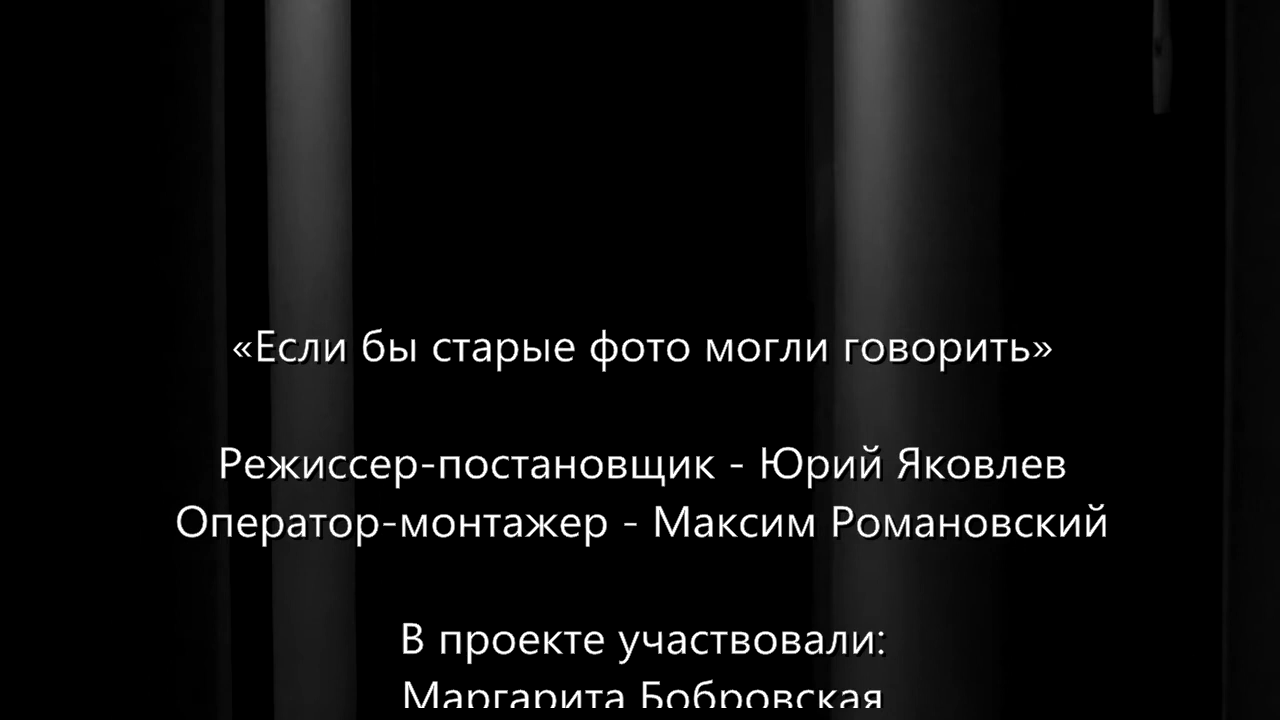 «Если бы старые фото могли говорить»
Режиссер-постановщик - Юрий Яковлев
Оператор-монтажер - Максим Романовский
В проекте участвовали:
Маргарита Бобровская